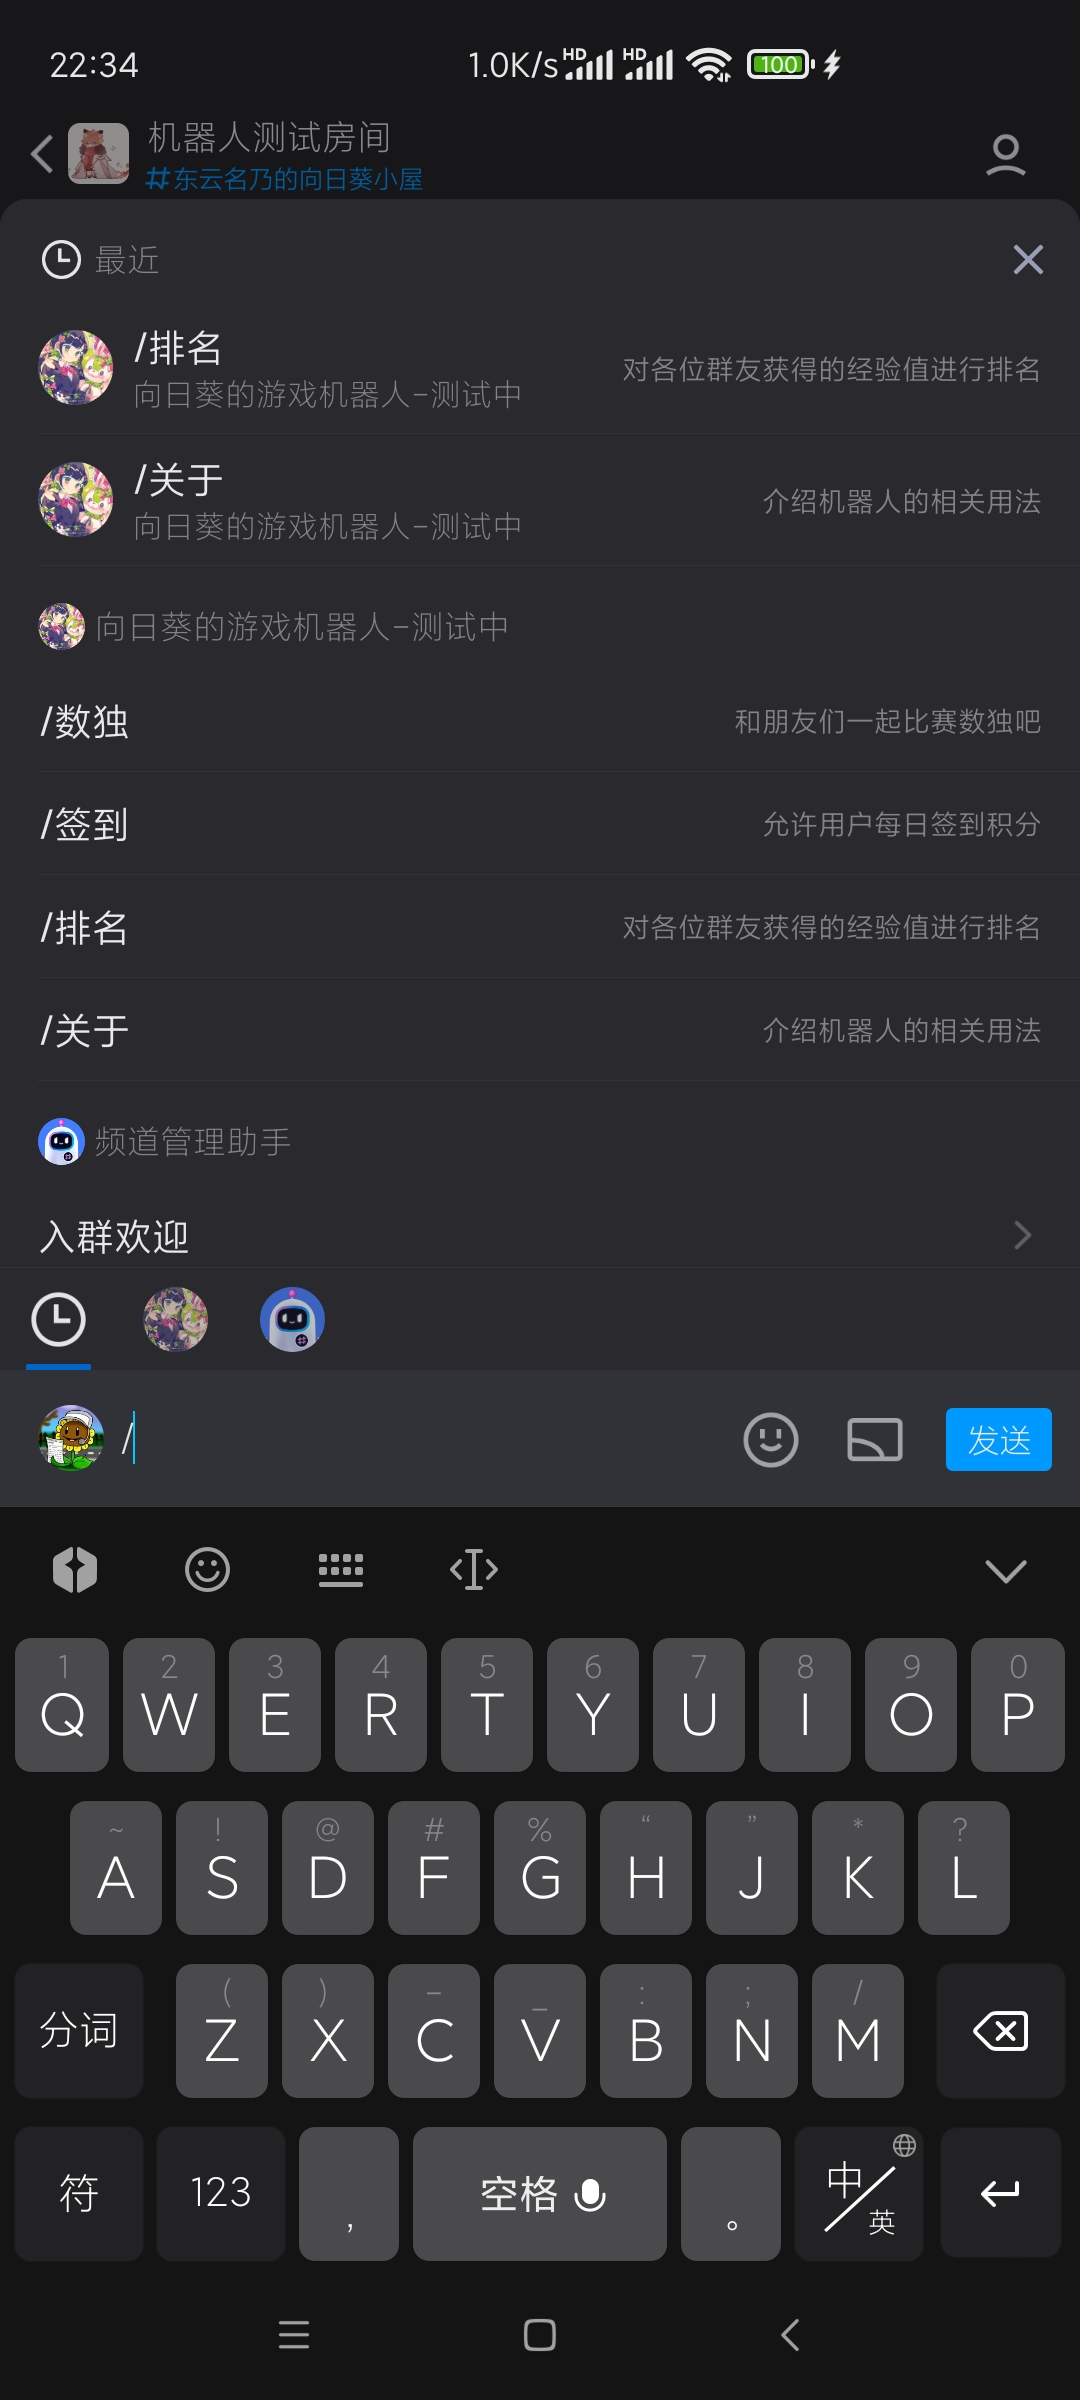 22:34
1.0K/s HD HD 100
机器人测试房间
#东云名乃的向日葵小屋
最近
/排名
向日葵的游戏机器人-测试中
对各位群友获得的经验值进行排名
/关于
向日葵的游戏机器人-测试中
介绍机器人的相关用法
向日葵的游戏机器人-测试中
/数独 和朋友们一起比赛数独吧
/签到 允许用户每日签到积分
/排名 对各位群友获得的经验值进行排名
/关于 介绍机器人的相关用法
频道管理助手
入群欢迎
/ 发送
1 2 3 4 5 6 7 8 9 0
Q W E R T Y U I O P
~ ! @ # % “ ” * ?
A S D F G H J K L
( ) - _ : ; /
分词 Z X C V B N M
符 123 , 空格 。 中/英